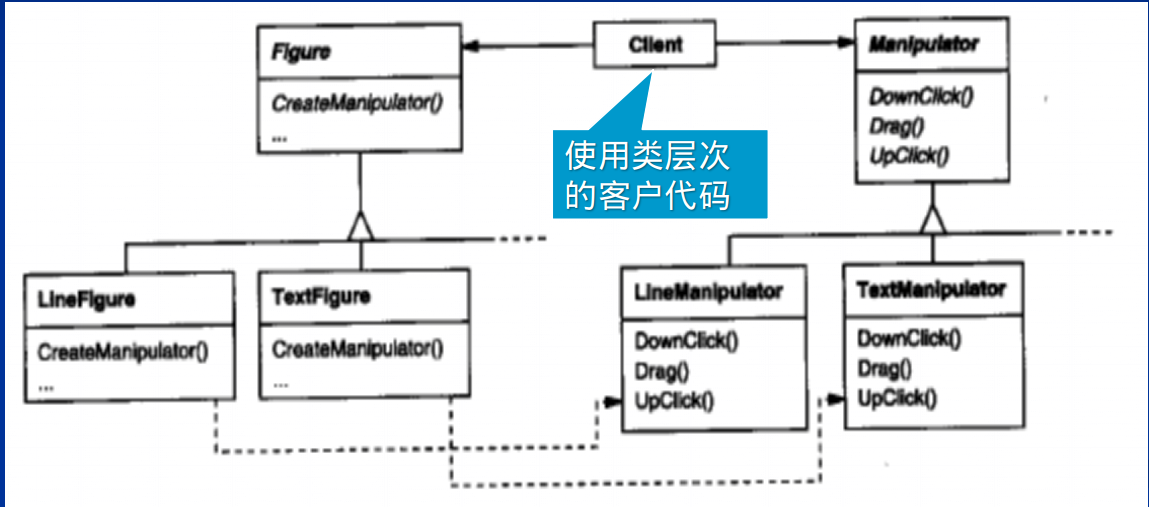 Figure
CreateManipulator()
...
Client
使用类层次
的客户代码
Manipulator
DownClick()
Drag()
UpClick()
LineFigure
CreateManipulator()
...
TextFigure
CreateManipulator()
...
LineManipulator
DownClick()
Drag()
UpClick()
TextManipulator
DownClick()
Drag()
UpClick()